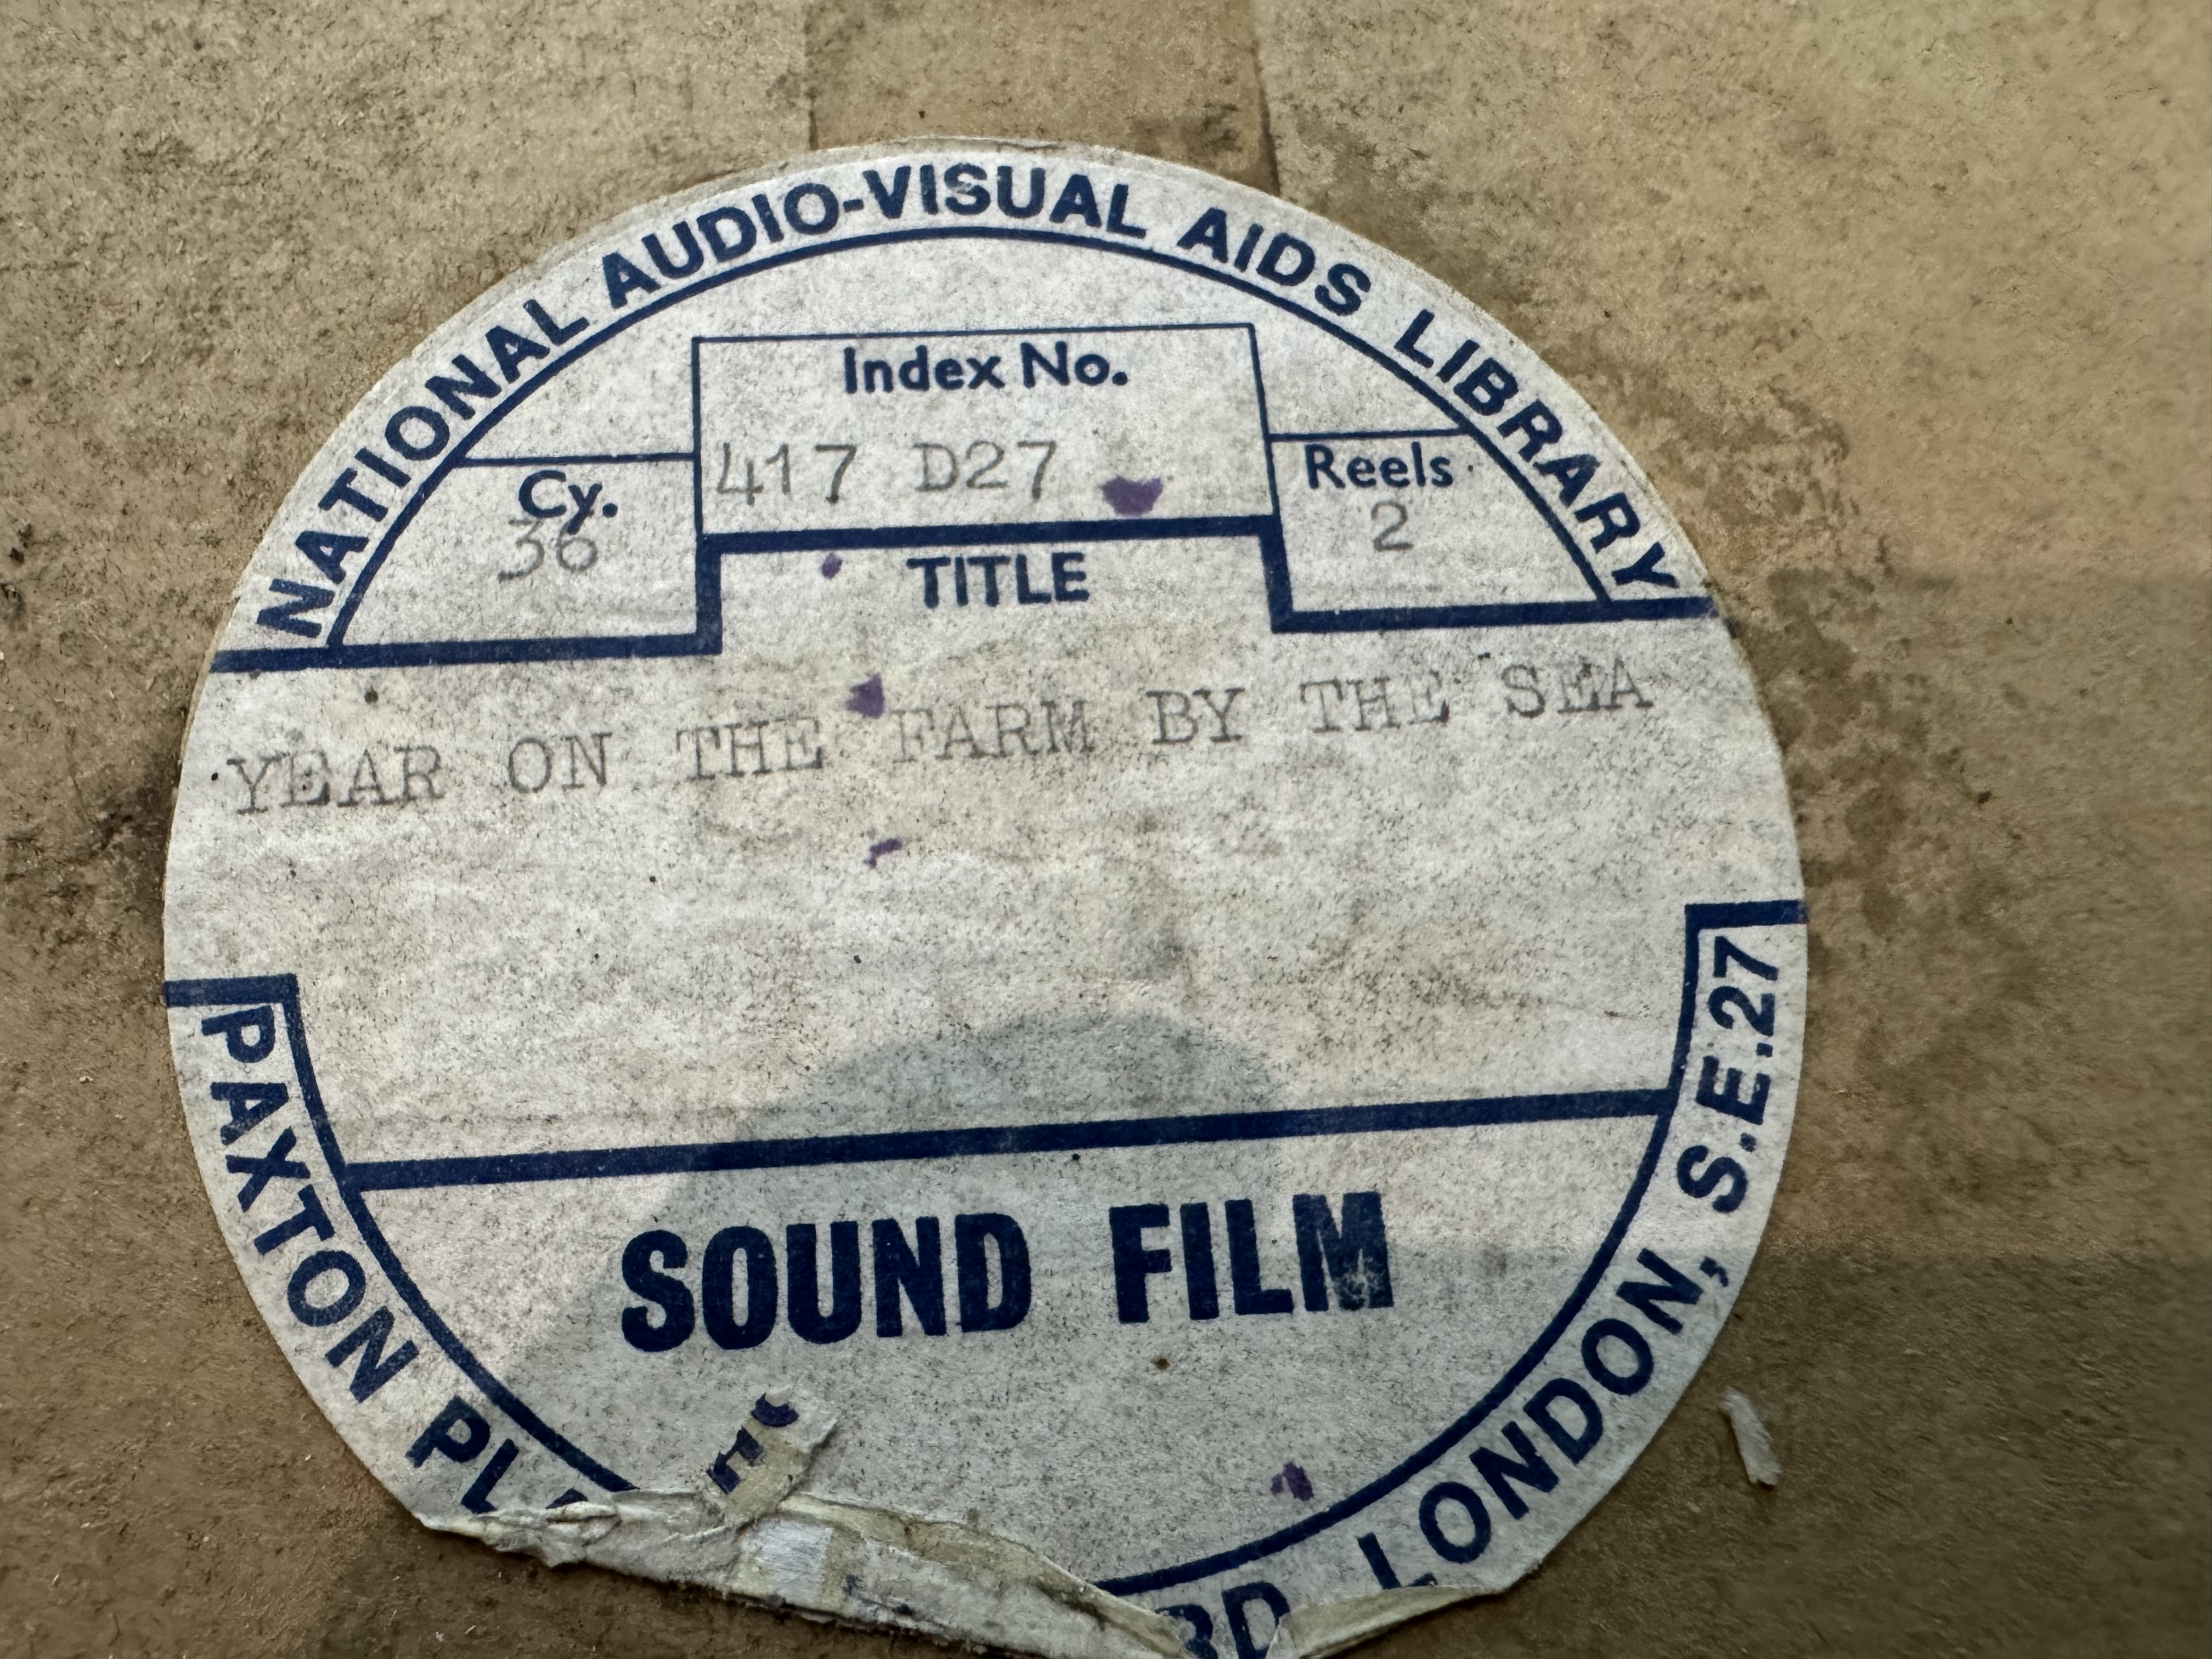 NATIONAL AUDIO-VISUAL AIDS LIBRARY
Index No.
417 D27
Cy.
36
Reels
2
TITLE
YEAR ON THE FARM BY THE SEA
SOUND FILM
PAXTON
LONDON, S.E.27